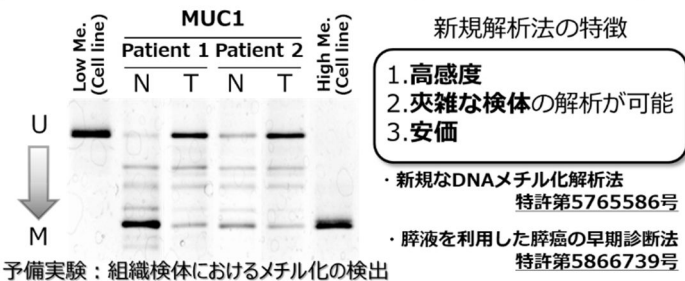 MUC1
Low Me.
(Cell line)
Patient 1 Patient 2
N T N T
High Me.
(Cell line)
U
M
予備実験：組織検体におけるメチル化の検出
新規解析法の特徴
1.高感度
2.夾雑な検体の解析が可能
3.安価
・新規なDNAメチル化解析法
特許第5765586号
・膵液を利用した膵癌の早期診断法
特許第5866739号